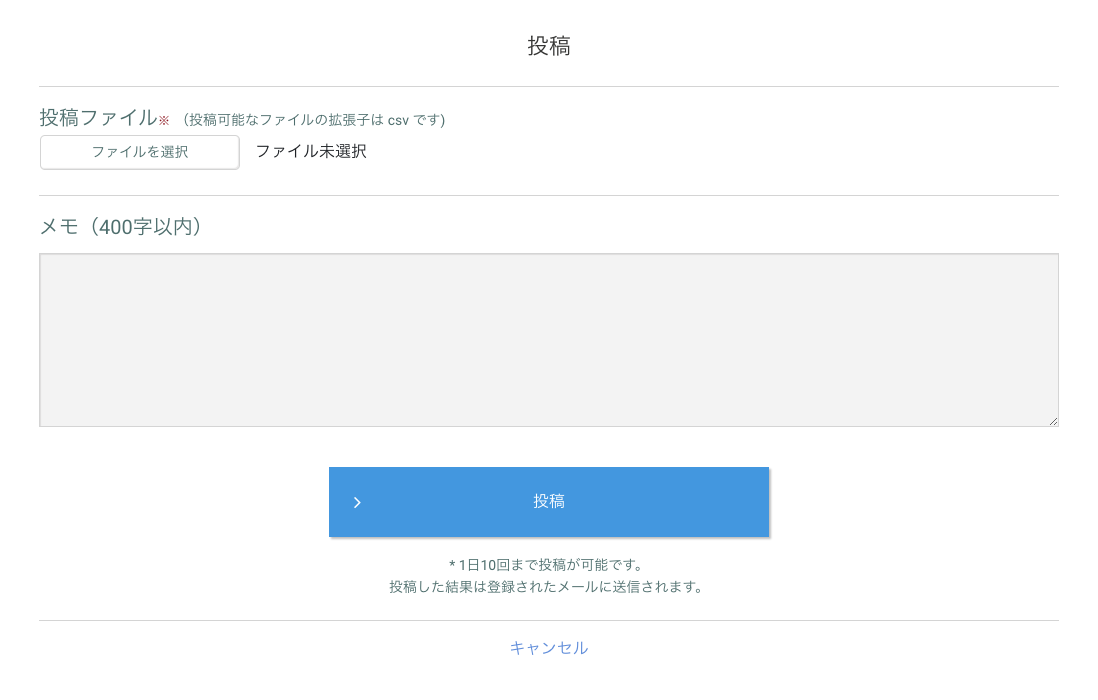 投稿
投稿ファイル※ （投稿可能なファイルの拡張子は csv です)
ファイルを選択 ファイル未選択
メモ（400字以内）
投稿
* 1日10回まで投稿が可能です。
投稿した結果は登録されたメールに送信されます。
キャンセル